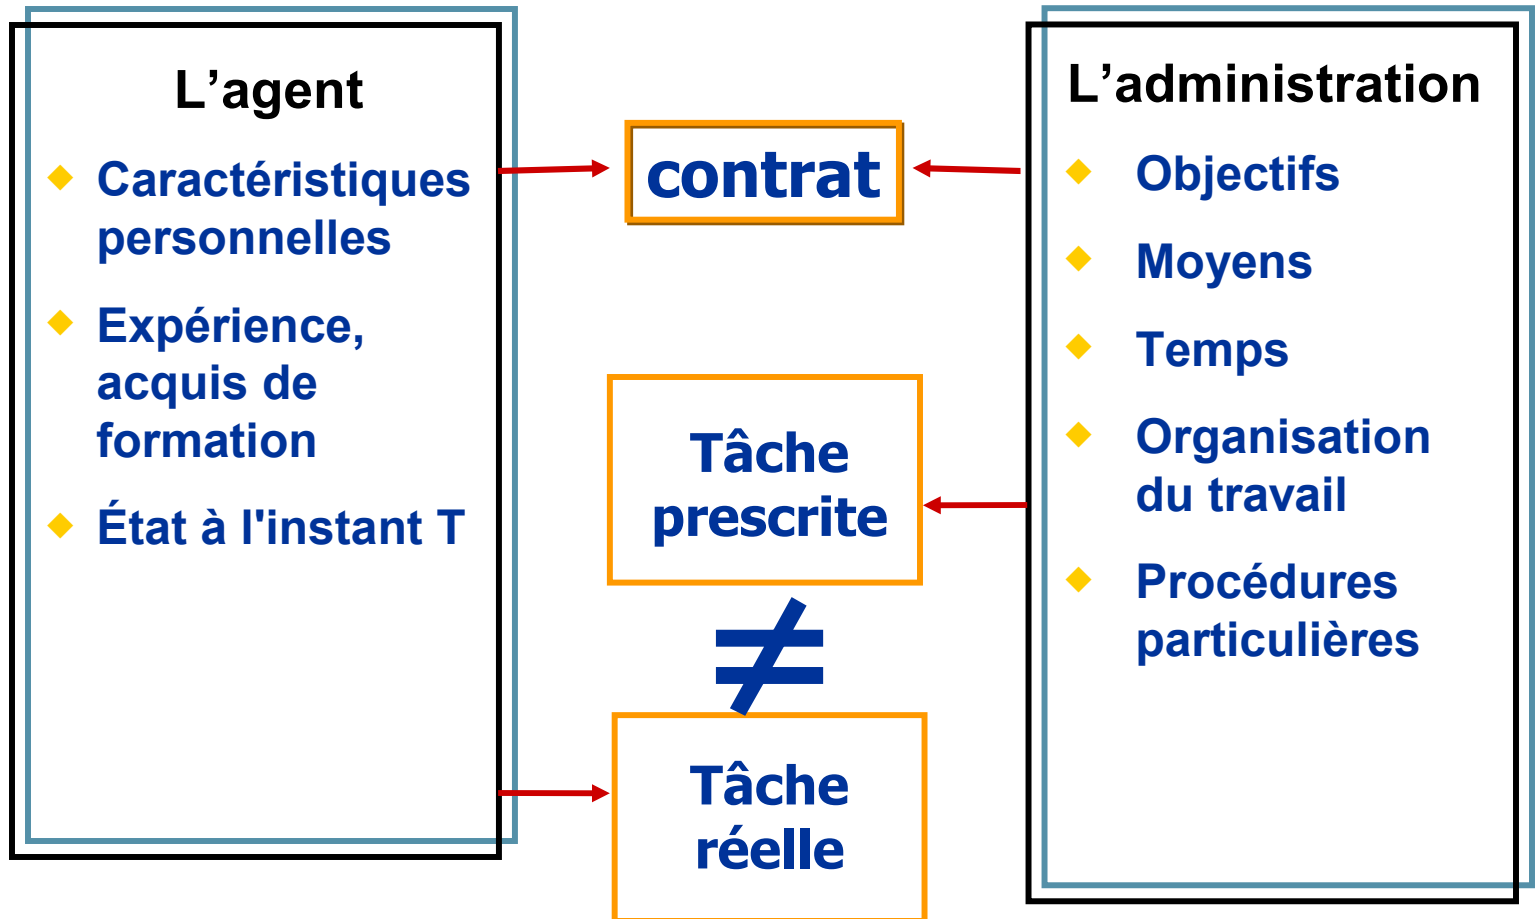 L’agent
Caractéristiques
personnelles
Expérience,
acquis de
formation
État à l'instant T
contrat
Tâche
prescrite
≠
Tâche
réelle
L’administration
Objectifs
Moyens
Temps
Organisation
du travail
Procédures
particulières